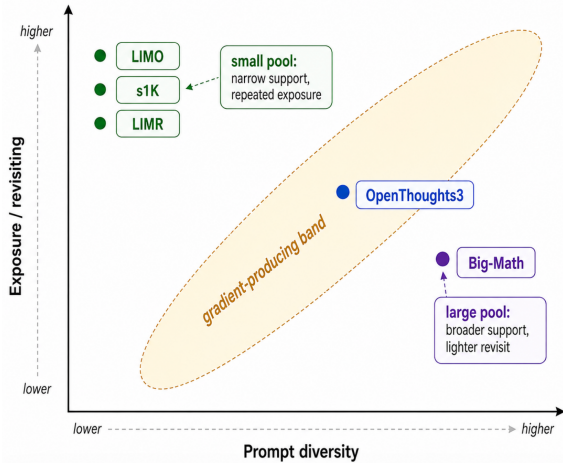 higher
Exposure / revisiting
lower
LIMO
s1K
LIMR
small pool:
narrow support,
repeated exposure
OpenThoughts3
gradient-producing band
Big-Math
large pool:
broader support,
lighter revisit
lower
higher
Prompt diversity